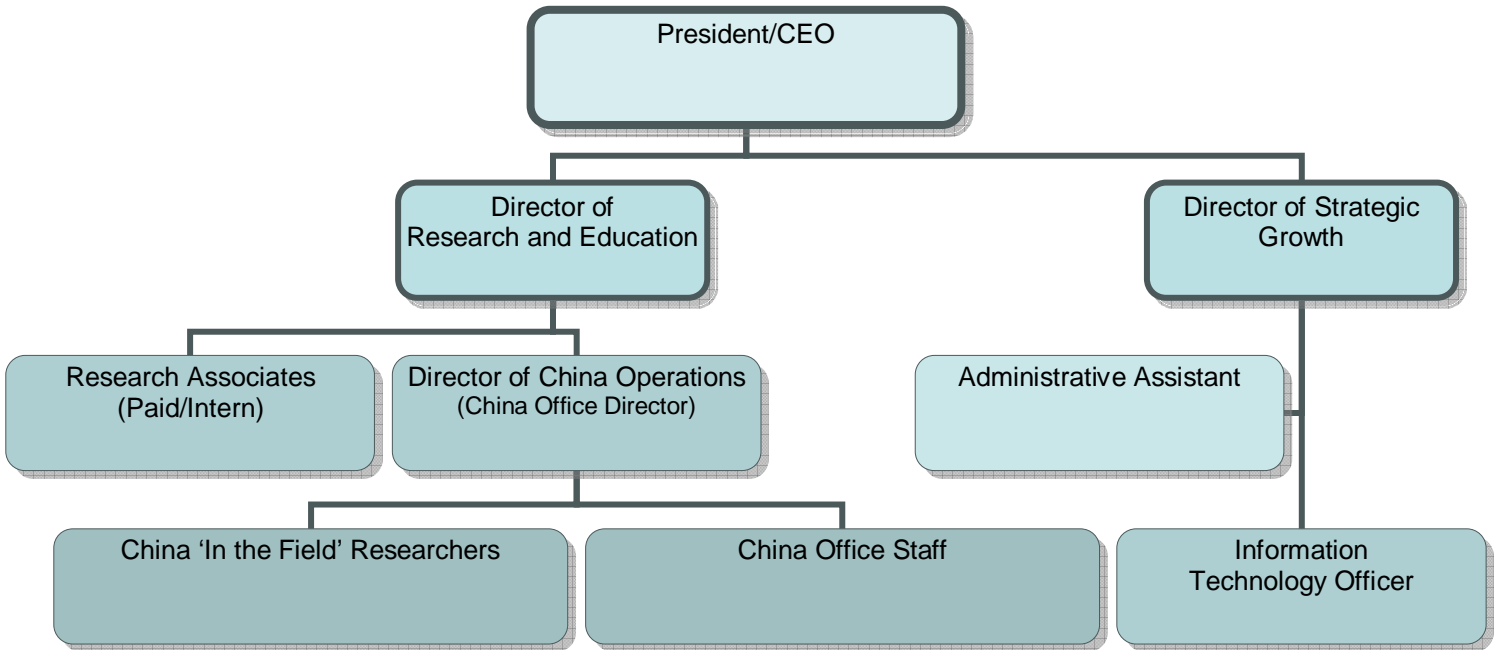 President/CEO
Director of
Research and Education
Director of Strategic
Growth
Research Associates
(Paid/Intern)
Director of China Operations
(China Office Director)
Administrative Assistant
China ‘In the Field’ Researchers
China Office Staff
Information
Technology Officer